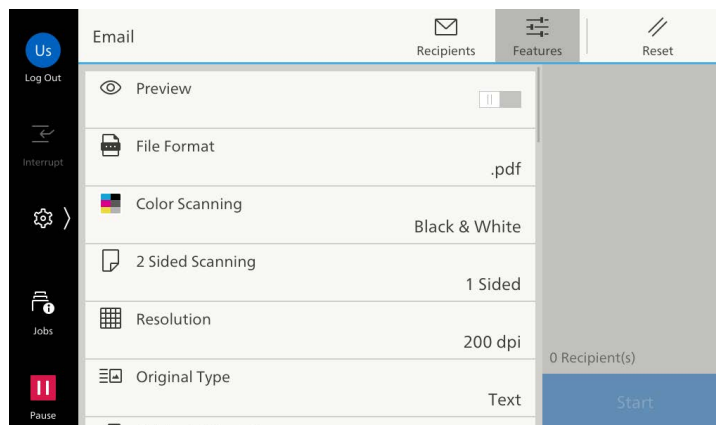 Us
Log Out
Interrupt
Jobs
Pause
Email
Recipients
Features
Reset
Preview
File Format
.pdf
Color Scanning
Black & White
2 Sided Scanning
1 Sided
Resolution
200 dpi
Original Type
Text
0 Recipient(s)
Start